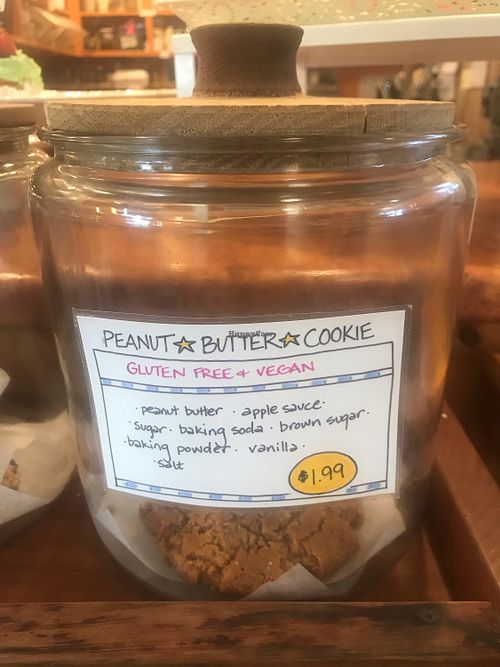 PEANUT ☆ BUTTER ☆ COOKIE
HappyCow
GLUTEN FREE & VEGAN
· peanut butter · apple sauce ·
· sugar · baking soda · brown sugar ·
· baking powder · vanilla ·
· salt
$1.99